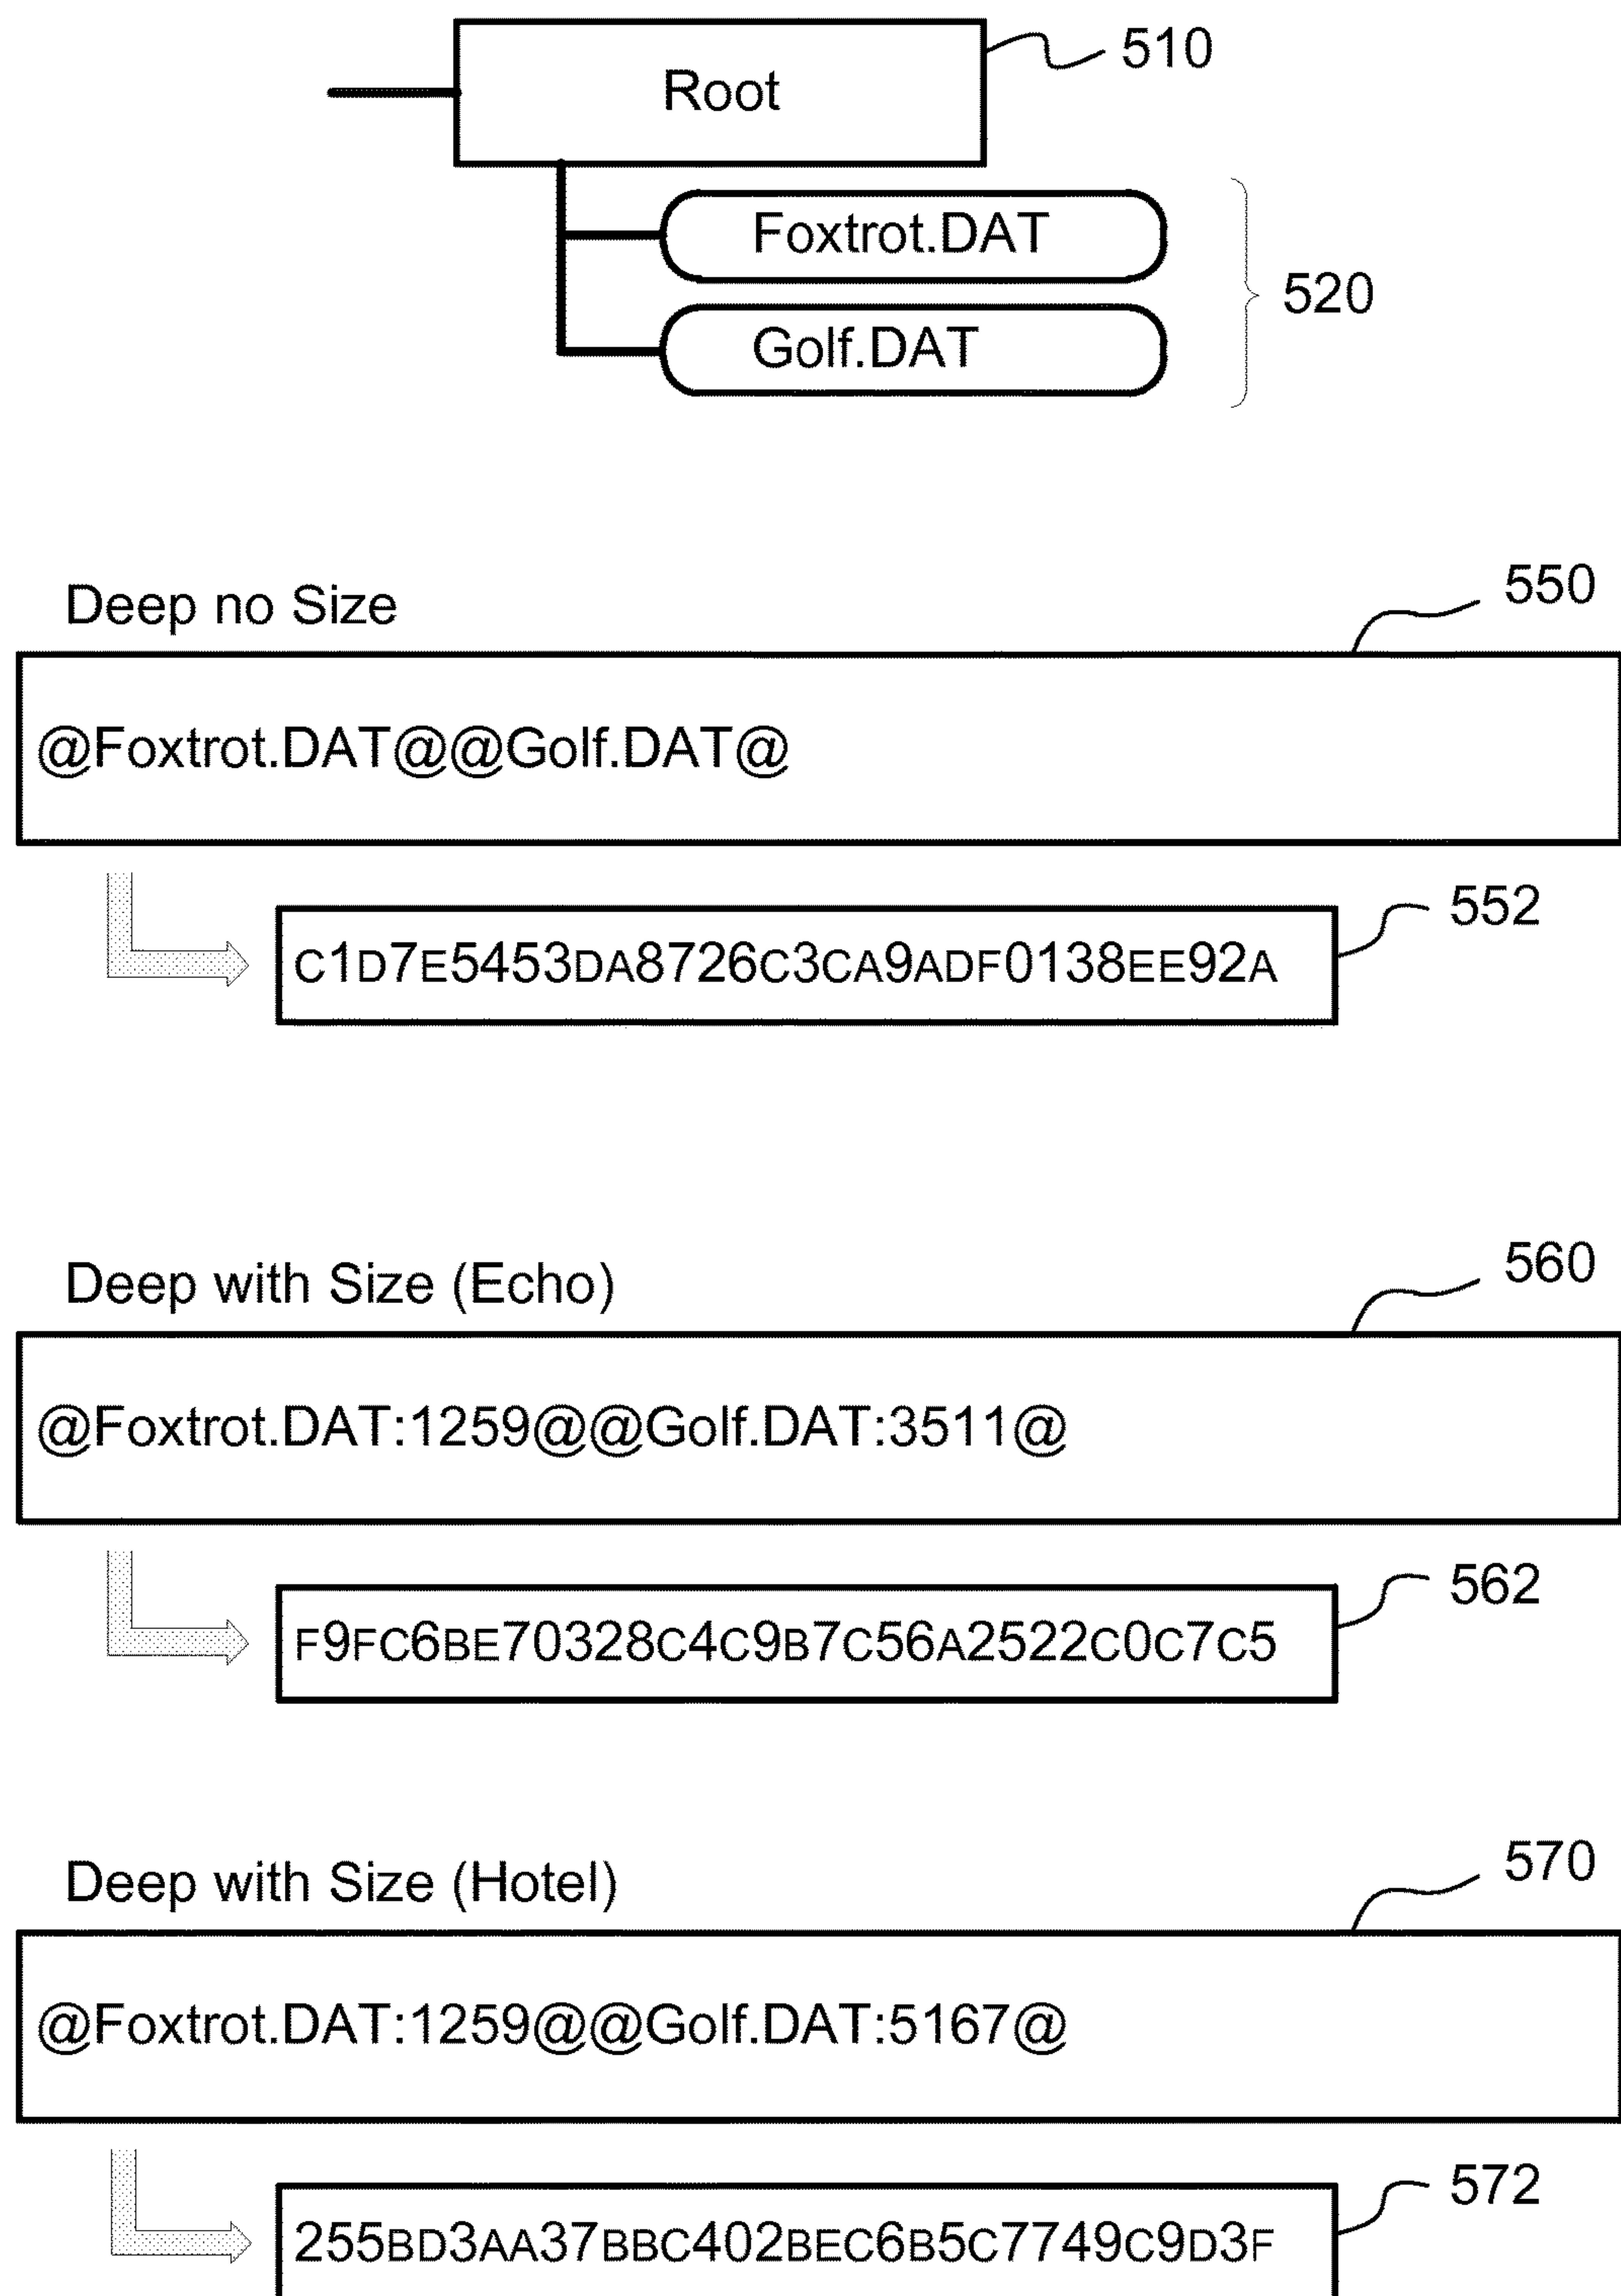 510
Root
Foxtrot.DAT
520
Golf.DAT
Deep no Size
550
@Foxtrot.DAT@@Golf.DAT@
552
C1D7E5453DA8726C3CA9ADF0138EE92A
Deep with Size (Echo)
560
@Foxtrot.DAT:1259@@Golf.DAT:3511@
562
F9FC6BE70328C4C9B7C56A2522C0C7C5
Deep with Size (Hotel)
570
@Foxtrot.DAT:1259@@Golf.DAT:5167@
572
255BD3AA37BBC402BEC6B5C7749C9D3F